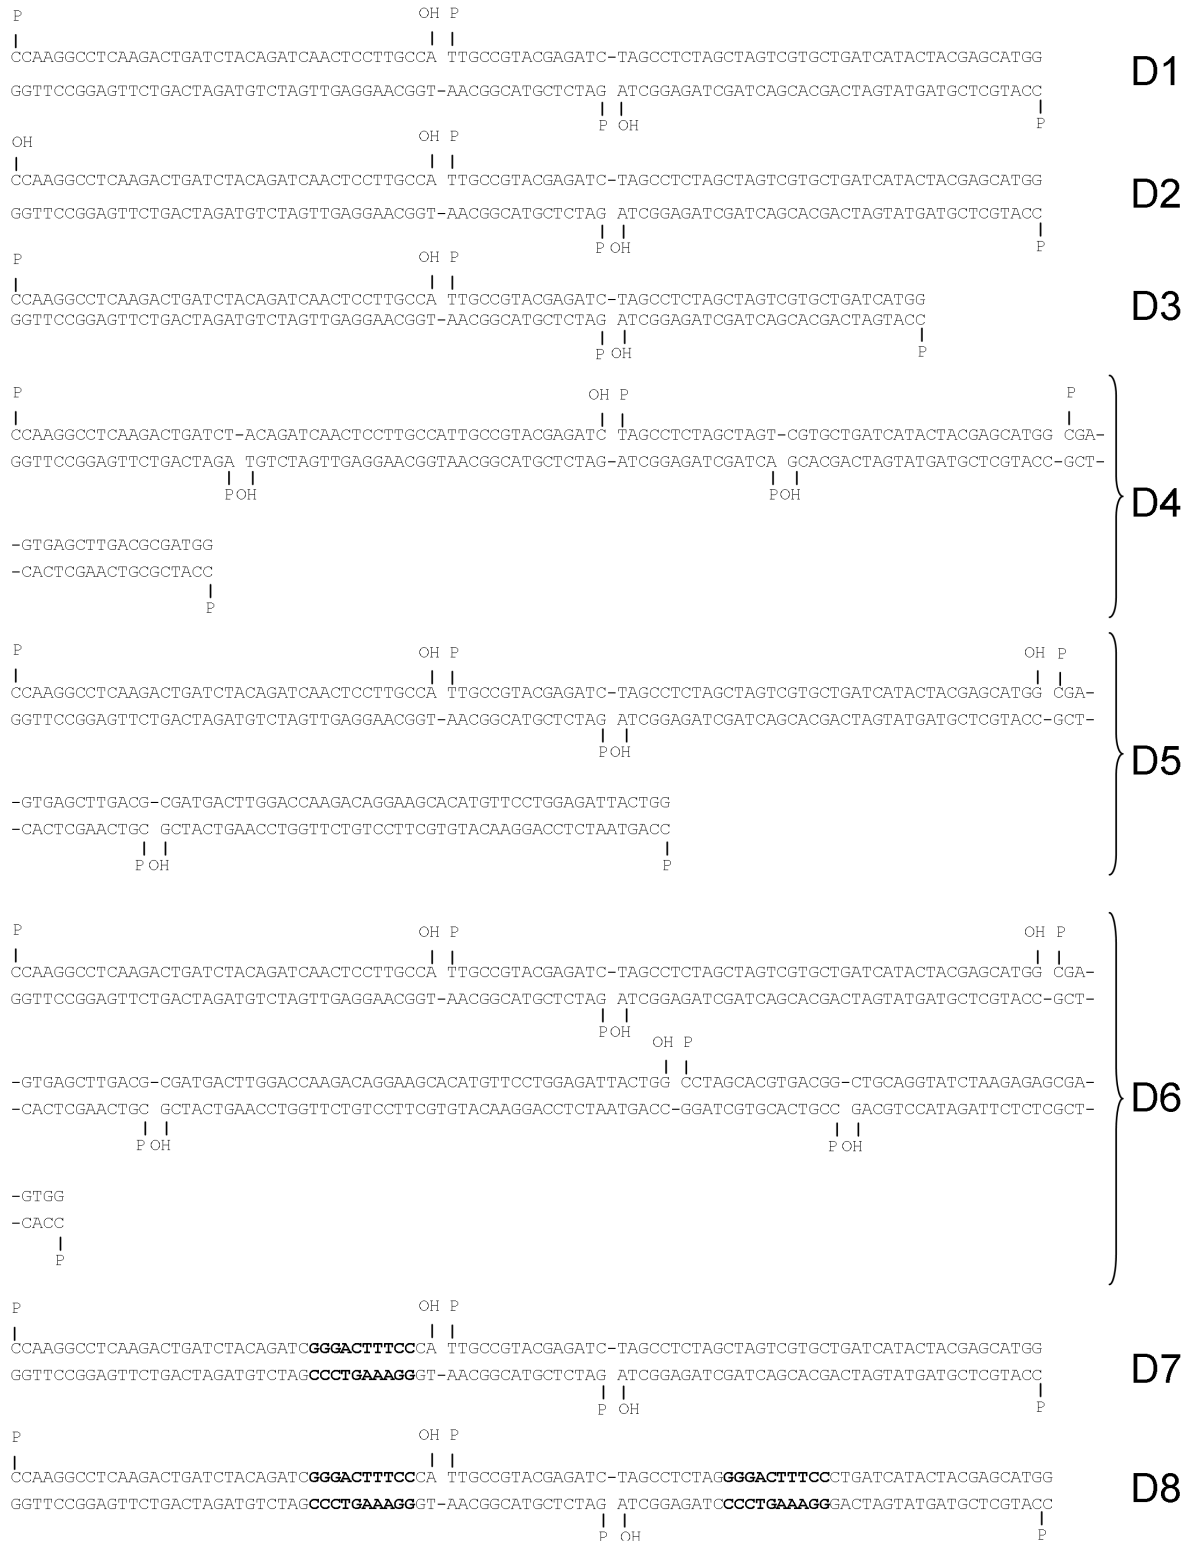 P OH P
CCAAGGCCTCAAGACTGATCTACAGATCAACTCCTTGCCA TTGCCGTACGAGATC-TAGCCTCTAGCTAGTCGTGCTGATCATACTACGAGCATGG
D1
GGTTCCGGAGTTCTGACTAGATGTCTAGTTGAGGAACGGT-AACGGCATGCTCTAG ATCGGAGATCGATCAGCACGACTAGTATGATGCTCGTACC
P OH P
OH OH P
CCAAGGCCTCAAGACTGATCTACAGATCAACTCCTTGCCA TTGCCGTACGAGATC-TAGCCTCTAGCTAGTCGTGCTGATCATACTACGAGCATGG
D2
GGTTCCGGAGTTCTGACTAGATGTCTAGTTGAGGAACGGT-AACGGCATGCTCTAG ATCGGAGATCGATCAGCACGACTAGTATGATGCTCGTACC
P OH P
P OH P
CCAAGGCCTCAAGACTGATCTACAGATCAACTCCTTGCCA TTGCCGTACGAGATC-TAGCCTCTAGCTAGTCGTGCTGATCATGG
D3
GGTTCCGGAGTTCTGACTAGATGTCTAGTTGAGGAACGGT-AACGGCATGCTCTAG ATCGGAGATCGATCAGCACGACTAGTACC
P OH P
P OH P P
CCAAGGCCTCAAGACTGATCT-ACAGATCAACTCCTTGCCATTGCCGTACGAGATC TAGCCTCTAGCTAGT-CGTGCTGATCATACTACGAGCATGG CGA-
GGTTCCGGAGTTCTGACTAGA TGTCTAGTTGAGGAACGGTAACGGCATGCTCTAG-ATCGGAGATCGATCA GCACGACTAGTATGATGCTCGTACC-GCT-
P OH P OH
D4
-GTGAGCTTGACGCGATGG
-CACTCGAACTGCGCTACC
P
P OH P OH P
CCAAGGCCTCAAGACTGATCTACAGATCAACTCCTTGCCA TTGCCGTACGAGATC-TAGCCTCTAGCTAGTCGTGCTGATCATACTACGAGCATGG CGA-
GGTTCCGGAGTTCTGACTAGATGTCTAGTTGAGGAACGGT-AACGGCATGCTCTAG ATCGGAGATCGATCAGCACGACTAGTATGATGCTCGTACC-GCT-
P OH
D5
-GTGAGCTTGACG-CGATGACTTGGACCAAGACAGGAAGCACATGTTCCTGGAGATTACTGG
-CACTCGAACTGC GCTACTGAACCTGGTTCTGTCCTTCGTGTACAAGGACCTCTAATGACC
P OH P
P OH P OH P
CCAAGGCCTCAAGACTGATCTACAGATCAACTCCTTGCCA TTGCCGTACGAGATC-TAGCCTCTAGCTAGTCGTGCTGATCATACTACGAGCATGG CGA-
GGTTCCGGAGTTCTGACTAGATGTCTAGTTGAGGAACGGT-AACGGCATGCTCTAG ATCGGAGATCGATCAGCACGACTAGTATGATGCTCGTACC-GCT-
P OH
OH P
-GTGAGCTTGACG-CGATGACTTGGACCAAGACAGGAAGCACATGTTCCTGGAGATTACTGG CCTAGCACGTGACGG-CTGCAGGTATCTAAGAGAGCGA-
D6
-CACTCGAACTGC GCTACTGAACCTGGTTCTGTCCTTCGTGTACAAGGACCTCTAATGACC-GGATCGTGCACTGCC GACGTCCATAGATTCTCTCGCT-
P OH P OH
-GTGG
-CACC
P
P OH P
CCAAGGCCTCAAGACTGATCTACAGATCGGGACTTTCCCA TTGCCGTACGAGATC-TAGCCTCTAGCTAGTCGTGCTGATCATACTACGAGCATGG
D7
GGTTCCGGAGTTCTGACTAGATGTCTAGCCCTGAAAGGGT-AACGGCATGCTCTAG ATCGGAGATCGATCAGCACGACTAGTATGATGCTCGTACC
P OH P
P OH P
CCAAGGCCTCAAGACTGATCTACAGATCGGGACTTTCCCA TTGCCGTACGAGATC-TAGCCTCTAGGGGACTTTCCCTGATCATACTACGAGCATGG
D8
GGTTCCGGAGTTCTGACTAGATGTCTAGCCCTGAAAGGGT-AACGGCATGCTCTAG ATCGGAGATCCCCTGAAAGGGACTAGTATGATGCTCGTACC
P OH P